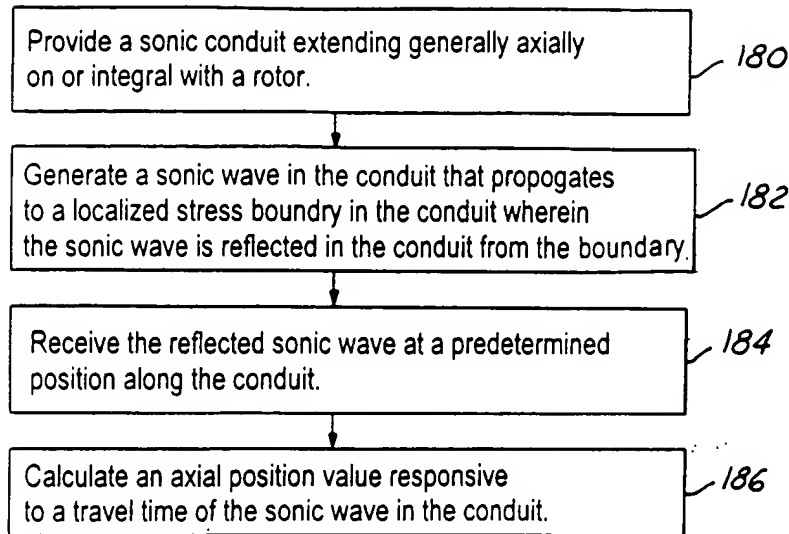 Provide a sonic conduit extending generally axially
on or integral with a rotor.
180
Generate a sonic wave in the conduit that propogates
to a localized stress boundry in the conduit wherein
the sonic wave is reflected in the conduit from the boundary.
182
Receive the reflected sonic wave at a predetermined
position along the conduit.
184
Calculate an axial position value responsive
to a travel time of the sonic wave in the conduit.
186